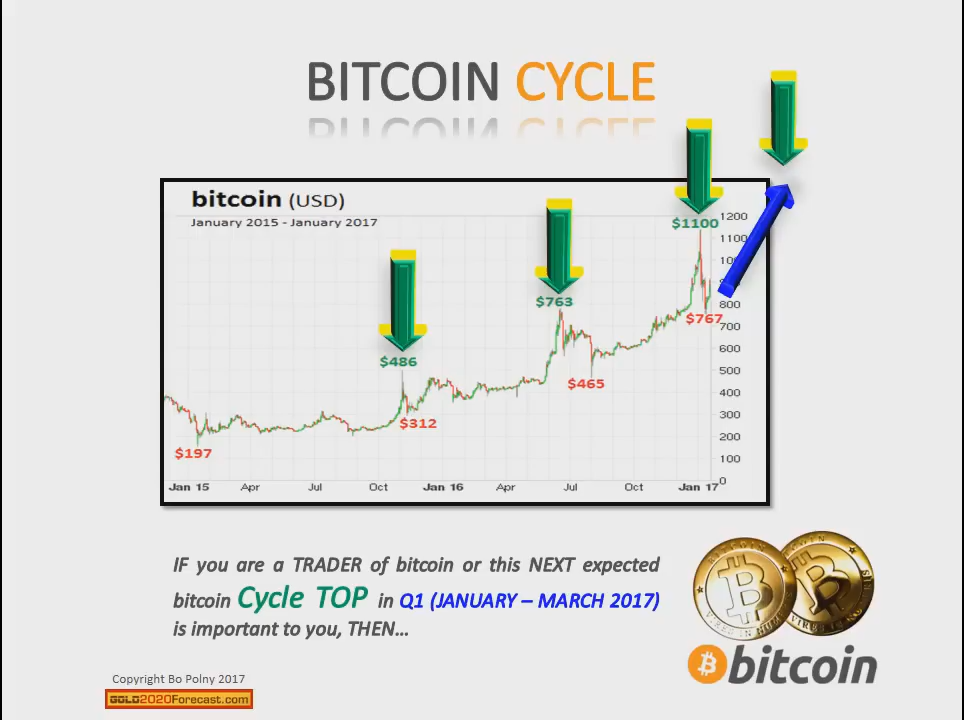 BITCOIN CYCLE
bitcoin (USD)
January 2015 - January 2017
$1100
$763
$486
$767
$465
$312
$197
1200
1100
800
700
600
500
400
300
200
100
0
Jan 15 Apr Jul Oct Jan 16 Apr Jul Oct Jan 17
IF you are a TRADER of bitcoin or this NEXT expected
bitcoin Cycle TOP in Q1 (JANUARY – MARCH 2017)
is important to you, THEN...
bitcoin
Copyright Bo Polny 2017
GOLD2020Forecast.com